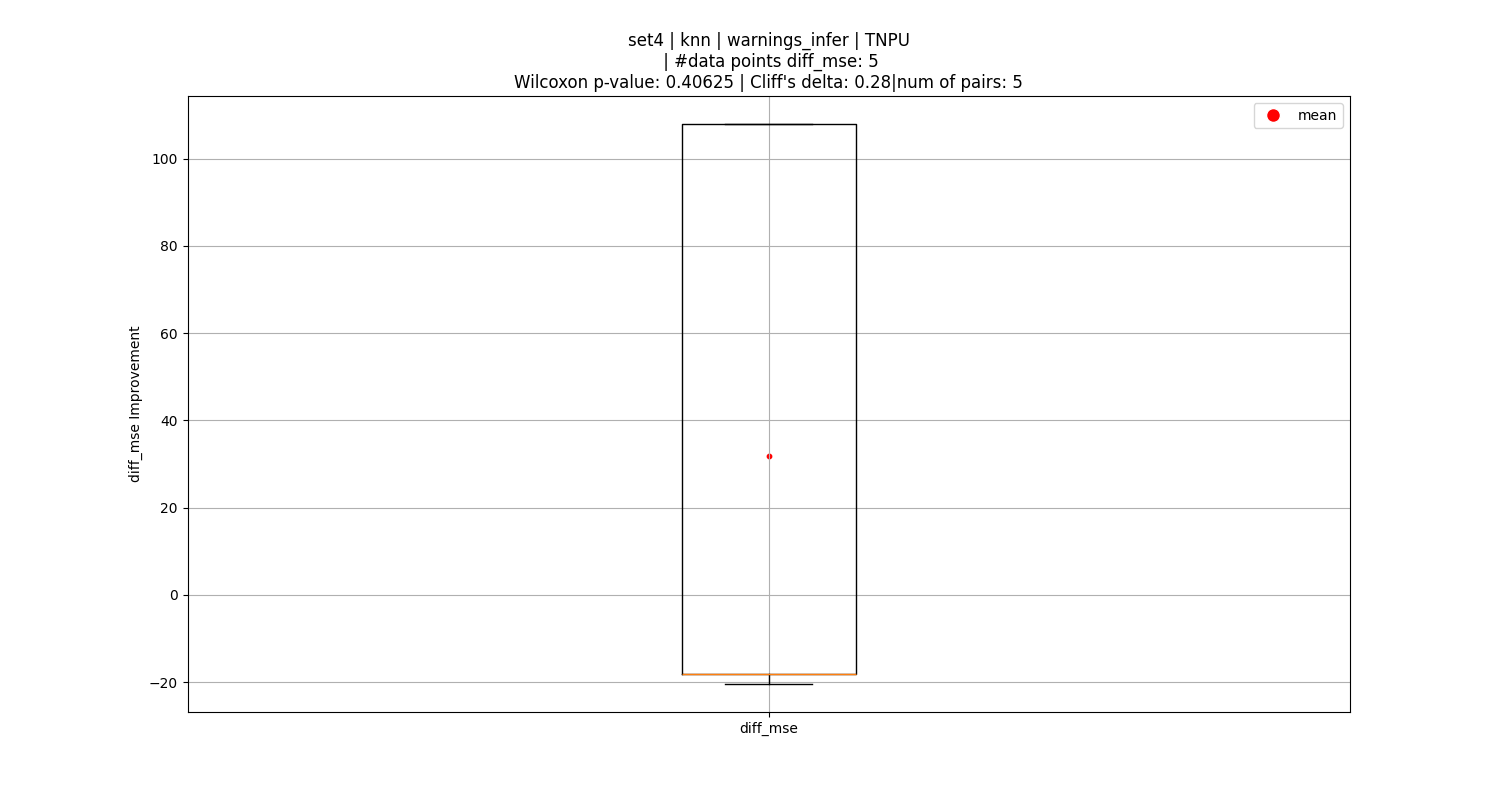 set4 | knn | warnings_infer | TNPU
| #data points diff_mse: 5
Wilcoxon p-value: 0.40625 | Cliff's delta: 0.28|num of pairs: 5
mean
100
80
60
40
20
0
−20
diff_mse Improvement
diff_mse